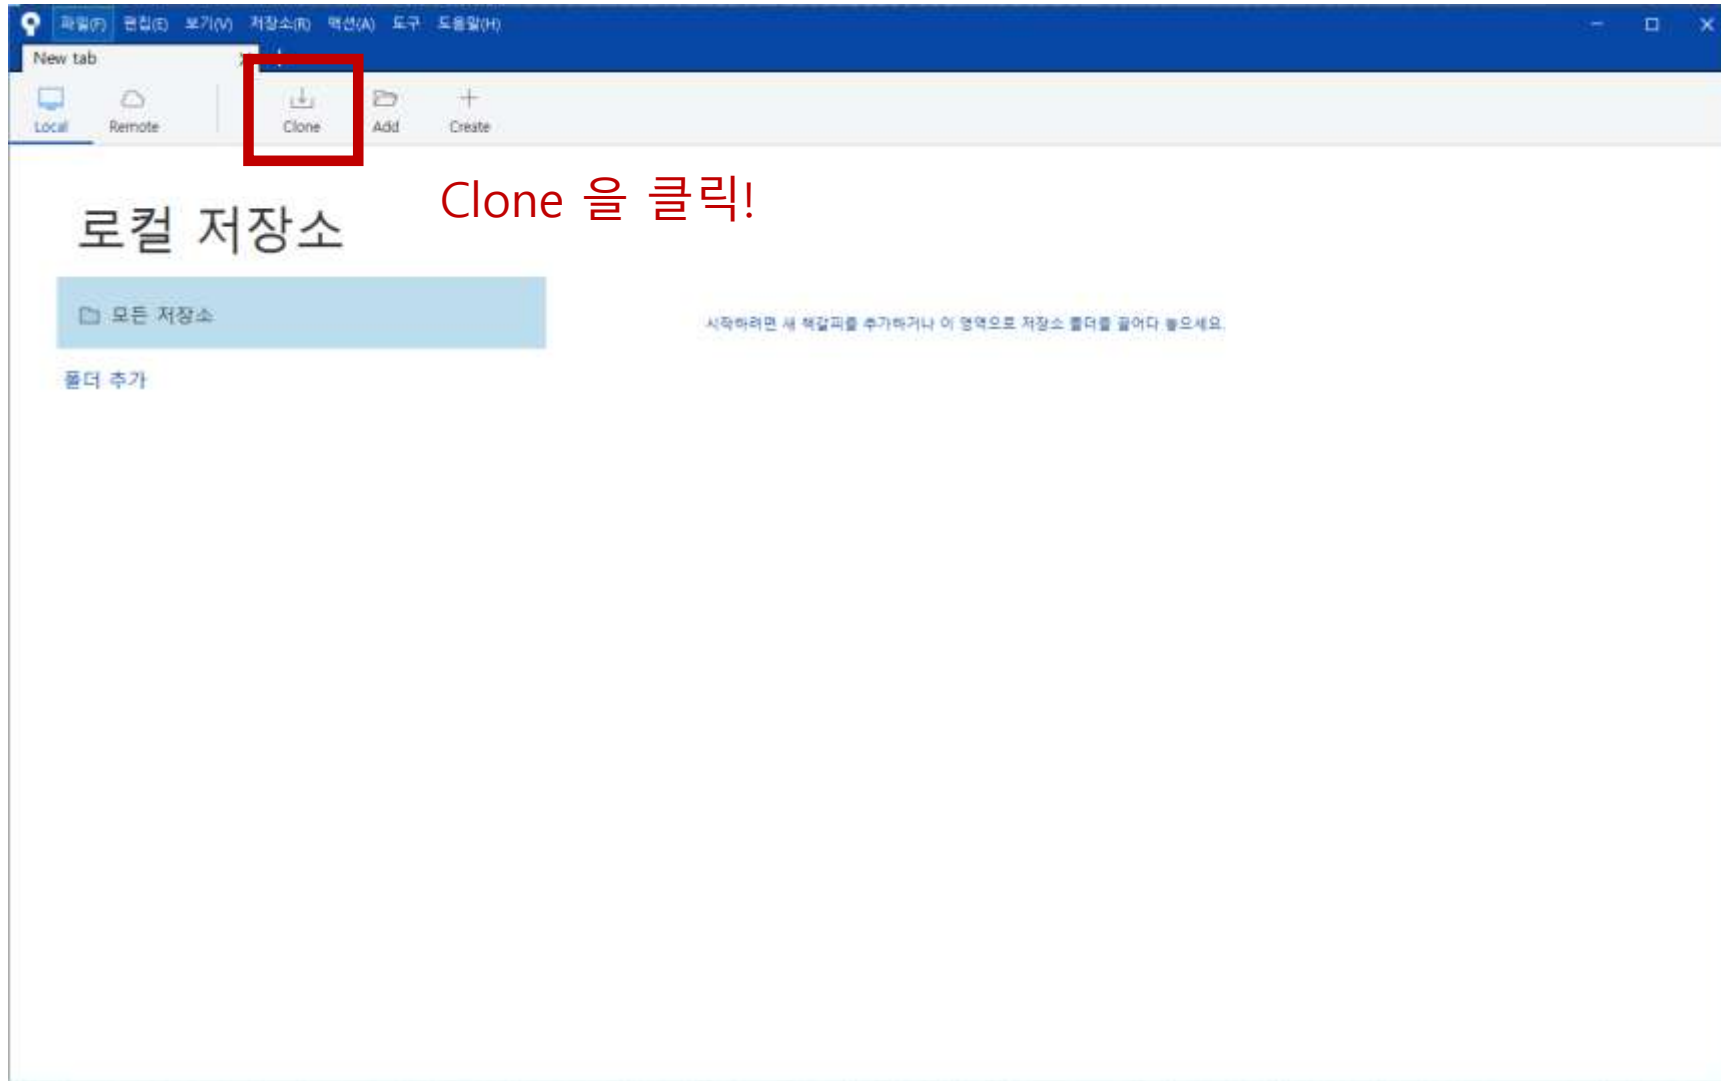 파일(F) 편집(E) 보기(V) 저장소(R) 액션(A) 도구 도움말(H)
New tab
Local Remote Clone Add Create
Clone 을 클릭!
로컬 저장소
모든 저장소
시작하려면 새 책갈피를 추가하거나 이 영역으로 저장소 폴더를 끌어다 놓으세요.
폴더 추가